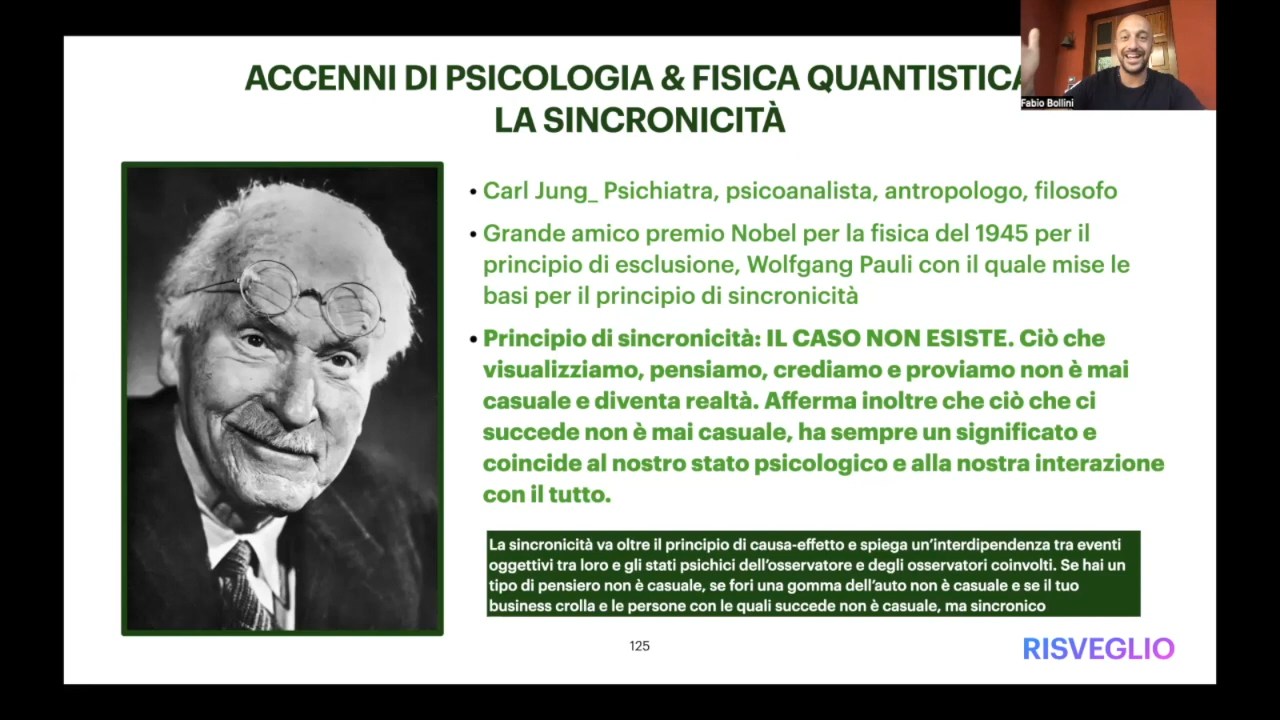 ACCENNI DI PSICOLOGIA & FISICA QUANTISTICA
LA SINCRONICITÀ
Fabio Bollini
• Carl Jung_ Psichiatra, psicoanalista, antropologo, filosofo
• Grande amico premio Nobel per la fisica del 1945 per il
principio di esclusione, Wolfgang Pauli con il quale mise le
basi per il principio di sincronicità
• Principio di sincronicità: IL CASO NON ESISTE. Ciò che
visualizziamo, pensiamo, crediamo e proviamo non è mai
casuale e diventa realtà. Afferma inoltre che ciò che ci
succede non è mai casuale, ha sempre un significato e
coincide al nostro stato psicologico e alla nostra interazione
con il tutto.
La sincronicità va oltre il principio di causa-effetto e spiega un'interdipendenza tra eventi
oggettivi tra loro e gli stati psichici dell'osservatore e degli osservatori coinvolti. Se hai un
tipo di pensiero non è casuale, se fori una gomma dell'auto non è casuale e se il tuo
business crolla e le persone con le quali succede non è casuale, ma sincronico
125
RISVEGLIO